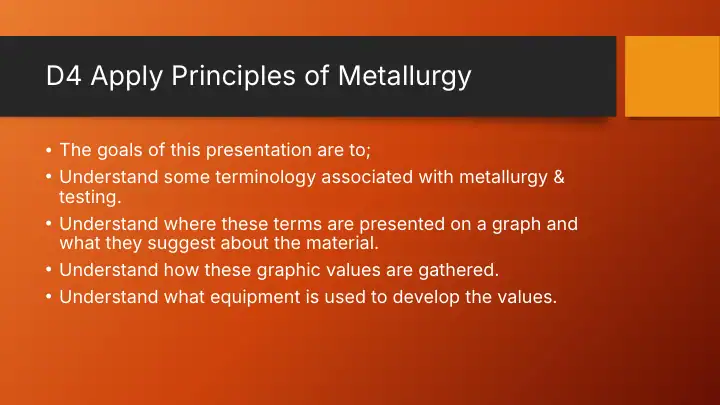 D4 Apply Principles of Metallurgy
• The goals of this presentation are to;
• Understand some terminology associated with metallurgy &
testing.
• Understand where these terms are presented on a graph and
what they suggest about the material.
• Understand how these graphic values are gathered.
• Understand what equipment is used to develop the values.